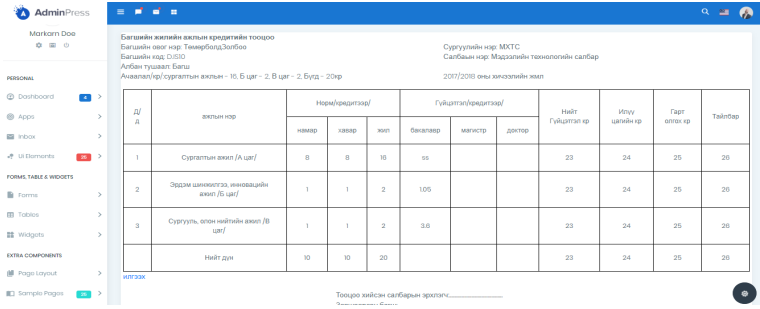 AdminPress
Markarn Doe
PERSONAL
Dashboard 4
Apps
Inbox
UI Elements 25
FORMS, TABLE & WIDGETS
Forms
Tables
Widgets
EXTRA COMPONENTS
Page Layout
Sample Pages 25
Багшийн жилийн ажлын кредитийн тооцоо
Багшийн овог нэр: ТөмөрболдЗолбоо
Сургуулийн нэр: МХТС
Багшийн код: DJ510
Салбаын нэр: Мэдээлийн технологийн салбар
Албан тушаал: Багш
Ачаалал/кр/:сургалтын ажлын - 16, Б цаг - 2, В цаг - 2, Бүгд - 20кр
2017/2018 оны хичээлийн жил
Д/д
ажлын нэр
Норм/кредитээр/
Гүйцэтгэл/кредитээр/
Нийт Гүйцэтгэл кр
Илүү цагийн кр
Гарт олгох кр
Тайлбар
намар хавар жил бакалавр магистр доктор
1 Сургалтын ажил /А цаг/ 8 8 16 ss 23 24 25 26
2 Эрдэм шинжилгээ, инновацийн ажил /Б цаг/ 1 1 2 1.05 23 24 25 26
3 Сургууль, олон нийтийн ажил /В цаг/ 1 1 2 3.6 23 24 25 26
Нийт дүн 10 10 20 23 24 25 26
илгээх
Тооцоо хийсэн салбарын эрхлэгч: